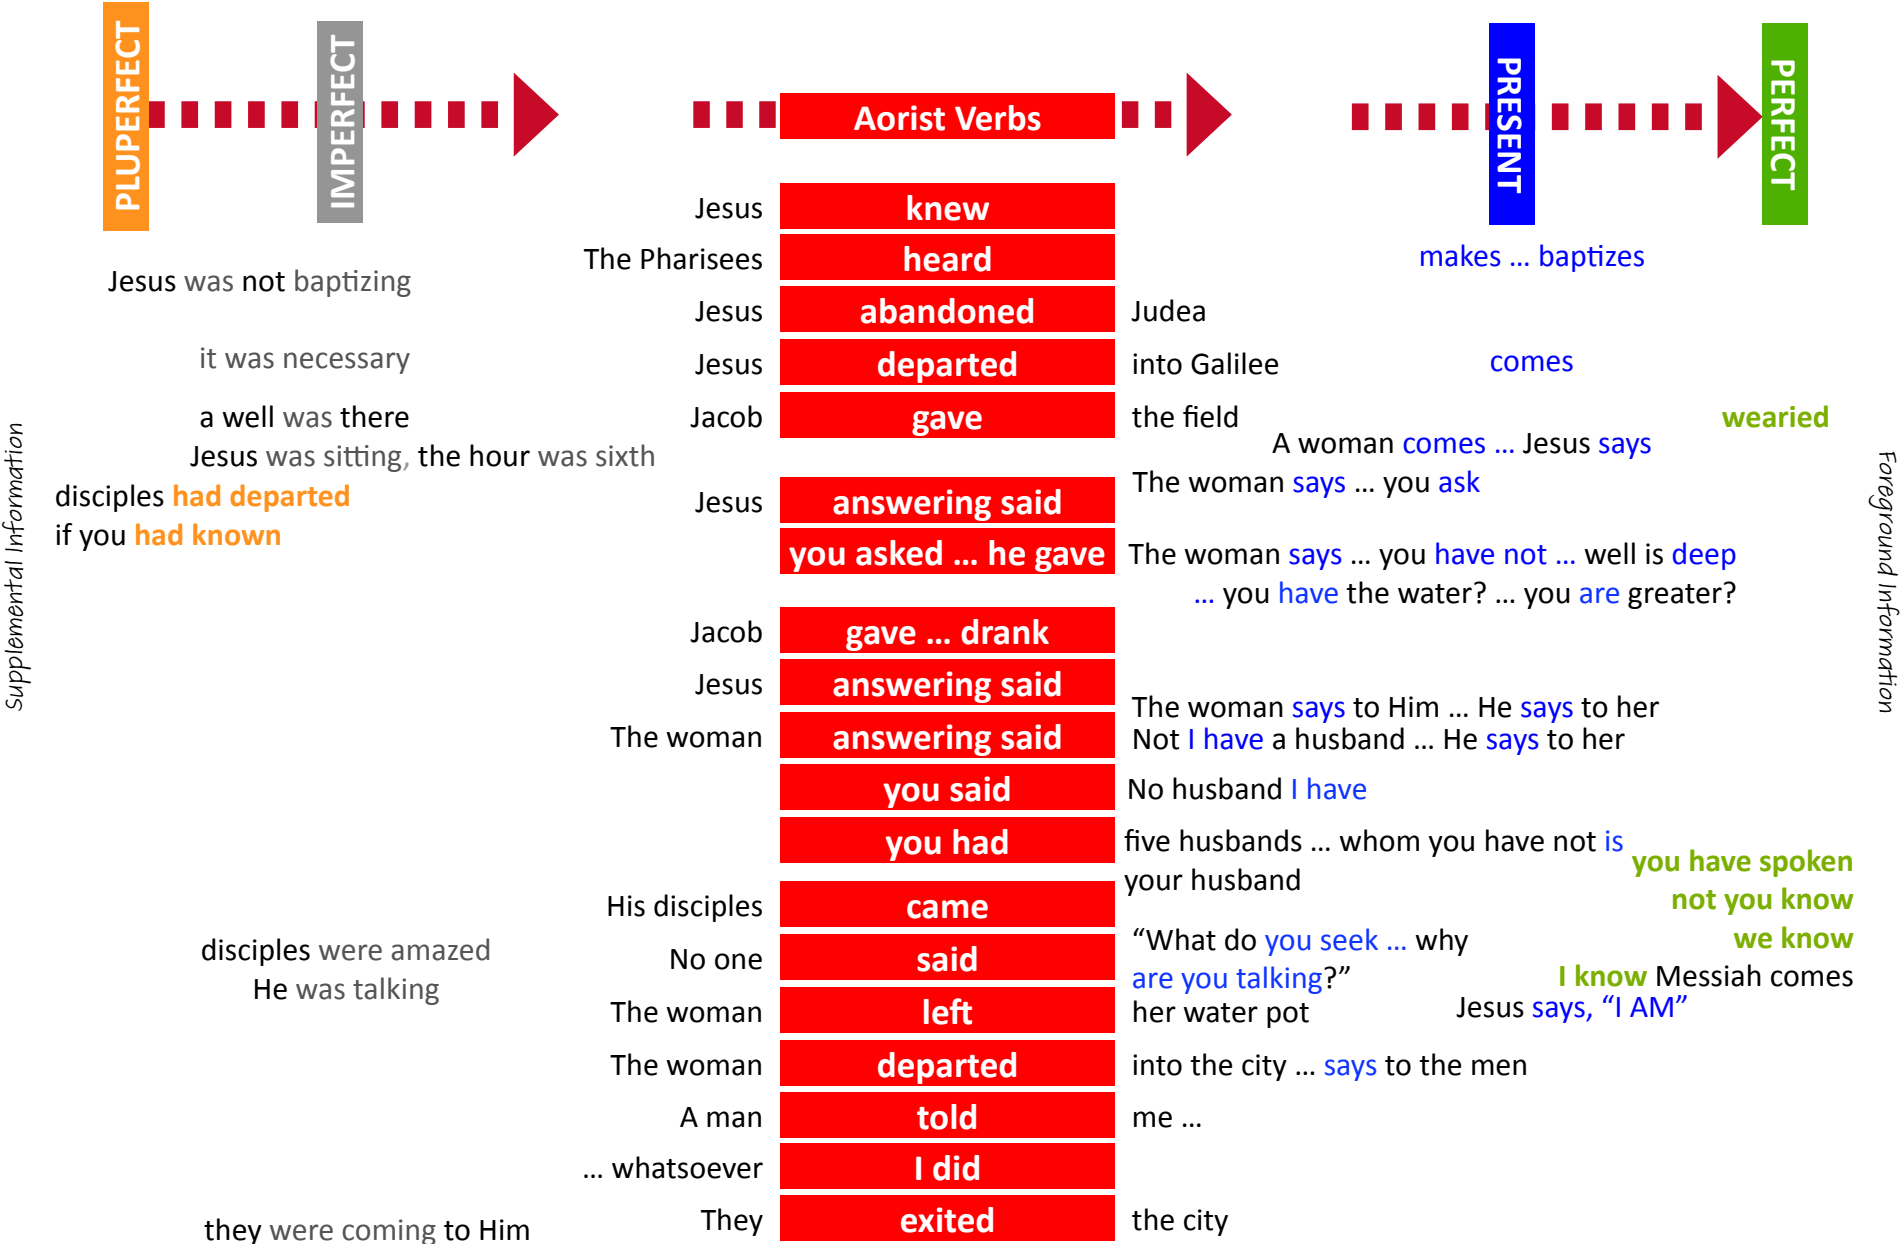 PLUPERFECT
IMPERFECT
Aorist Verbs
PRESENT
PERFECT
Supplemental Information
Foreground Information
Jesus knew
The Pharisees heard makes ... baptizes
Jesus was not baptizing
Jesus abandoned Judea
it was necessary Jesus departed into Galilee comes
a well was there Jacob gave the field wearied
A woman comes ... Jesus says
Jesus was sitting, the hour was sixth
The woman says ... you ask
disciples had departed Jesus answering said
if you had known
you asked ... he gave The woman says ... you have not ... well is deep
... you have the water? ... you are greater?
Jacob gave ... drank
Jesus answering said
The woman says to Him ... He says to her
The woman answering said Not I have a husband ... He says to her
you said No husband I have
you had five husbands ... whom you have not is
your husband
you have spoken
not you know
His disciples came
we know
disciples were amazed
No one said "What do you seek ... why
are you talking?"
I know Messiah comes
He was talking
Jesus says, "I AM"
The woman left her water pot
The woman departed into the city ... says to the men
A man told me ...
... whatsoever I did
they were coming to Him They exited the city